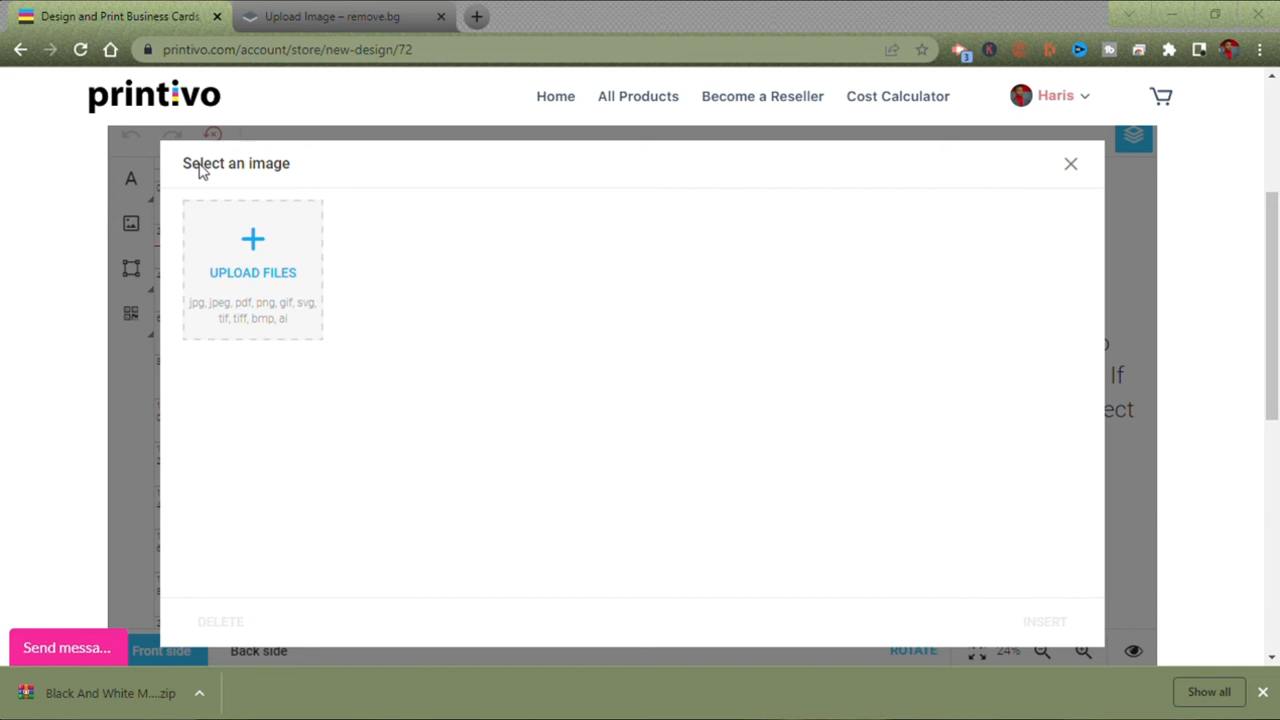 Design and Print Business Cards,
Upload Image – remove.bg
printivo.com/account/store/new-design/72
3
printivo
Home
All Products
Become a Reseller
Cost Calculator
Haris
A
Select an image
UPLOAD FILES
jpg, jpeg, pdf, png, gif, svg,
tif, tiff, bmp, ai
If
ect
DELETE
INSERT
Send messa...
Front side
Back side
ROTATE
24%
Black And White M....zip
Show all